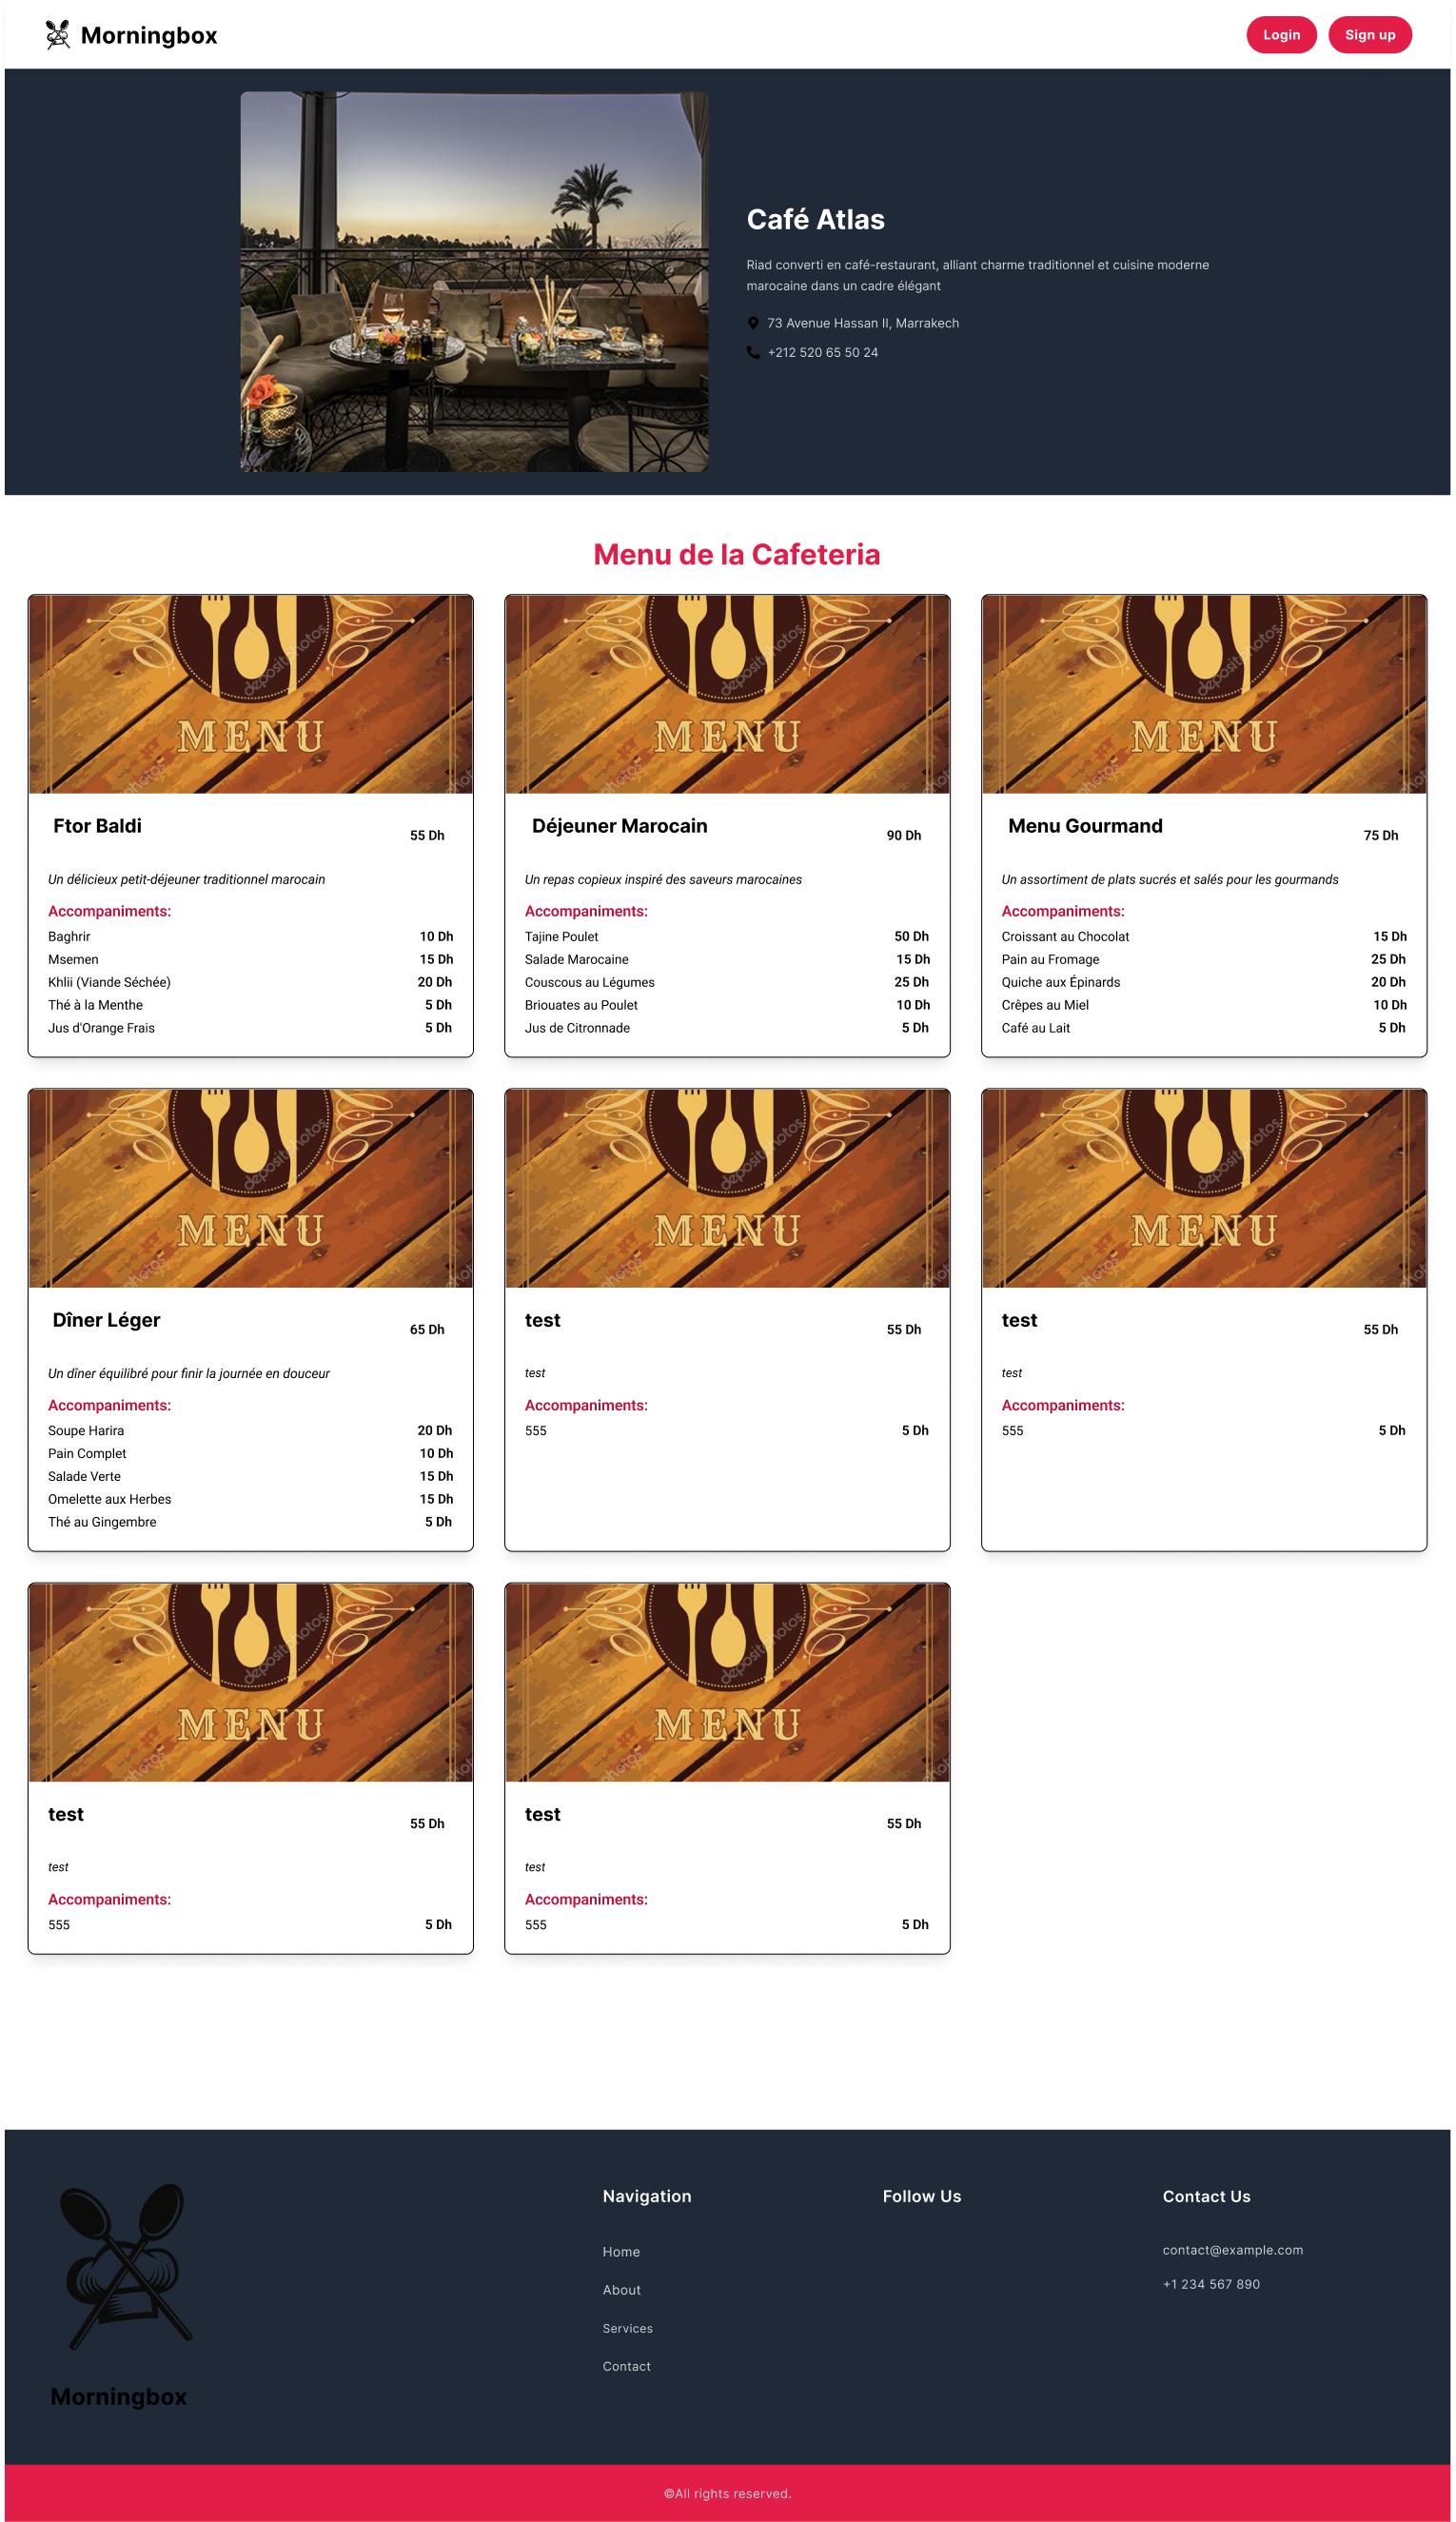 Morningbox
Login
Sign up
Café Atlas
Riad converti en café-restaurant, alliant charme traditionnel et cuisine moderne
marocaine dans un cadre élégant
73 Avenue Hassan II, Marrakech
+212 520 65 50 24
Menu de la Cafeteria
depositphotos
MENU
Ftor Baldi
55 Dh
Un délicieux petit-déjeuner traditionnel marocain
Accompaniments:
Baghrir 10 Dh
Msemen 15 Dh
Khlii (Viande Séchée) 20 Dh
Thé à la Menthe 5 Dh
Jus d'Orange Frais 5 Dh
depositphotos
MENU
Déjeuner Marocain
90 Dh
Un repas copieux inspiré des saveurs marocaines
Accompaniments:
Tajine Poulet 50 Dh
Salade Marocaine 15 Dh
Couscous au Légumes 25 Dh
Briouates au Poulet 10 Dh
Jus de Citronnade 5 Dh
depositphotos
MENU
Menu Gourmand
75 Dh
Un assortiment de plats sucrés et salés pour les gourmands
Accompaniments:
Croissant au Chocolat 15 Dh
Pain au Fromage 25 Dh
Quiche aux Épinards 20 Dh
Crêpes au Miel 10 Dh
Café au Lait 5 Dh
depositphotos
MENU
Dîner Léger
65 Dh
Un dîner équilibré pour finir la journée en douceur
Accompaniments:
Soupe Harira 20 Dh
Pain Complet 10 Dh
Salade Verte 15 Dh
Omelette aux Herbes 15 Dh
Thé au Gingembre 5 Dh
depositphotos
MENU
test
55 Dh
test
Accompaniments:
555 5 Dh
depositphotos
MENU
test
55 Dh
test
Accompaniments:
555 5 Dh
depositphotos
MENU
test
55 Dh
test
Accompaniments:
555 5 Dh
depositphotos
MENU
test
55 Dh
test
Accompaniments:
555 5 Dh
Morningbox
Navigation
Home
About
Services
Contact
Follow Us
Contact Us
contact@example.com
+1 234 567 890
©All rights reserved.